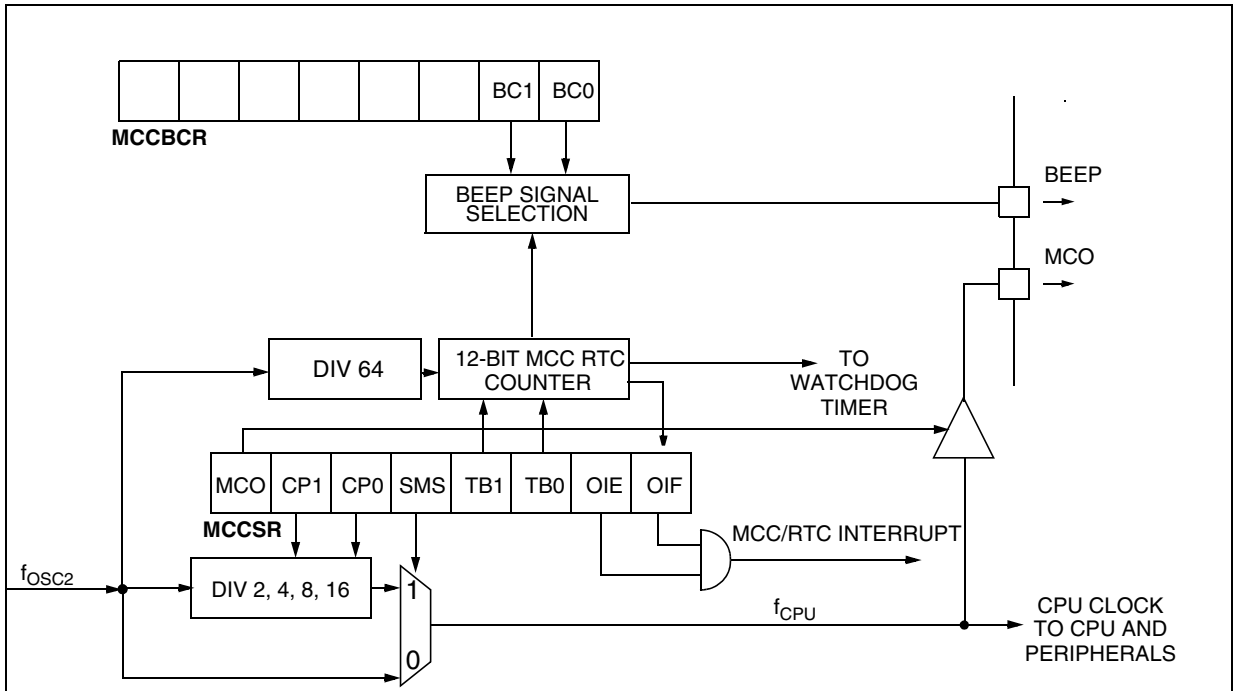 BC1 BC0
MCCBCR
BEEP SIGNAL
SELECTION
BEEP
MCO
DIV 64
12-BIT MCC RTC
COUNTER
TO
WATCHDOG
TIMER
MCO CP1 CP0 SMS TB1 TB0 OIE OIF
MCCSR
MCC/RTC INTERRUPT
fOSC2
DIV 2, 4, 8, 16
1
0
fCPU
CPU CLOCK
TO CPU AND
PERIPHERALS